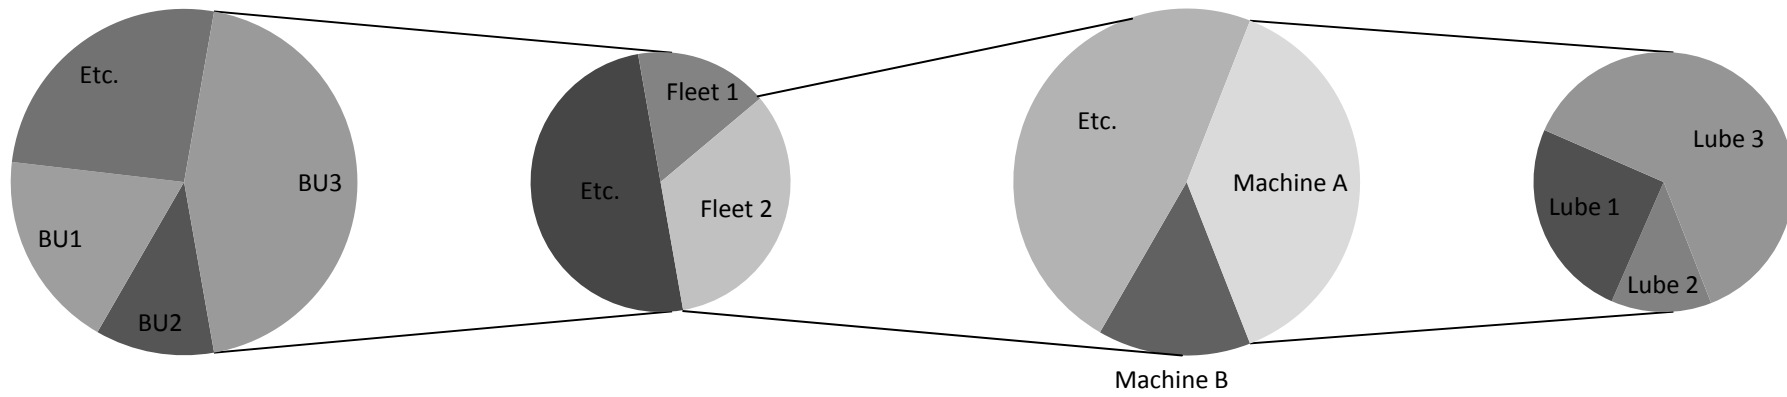 Etc.
BU3
BU1
BU2
Fleet 1
Etc.
Fleet 2
Etc.
Machine A
Machine B
Lube 3
Lube 1
Lube 2